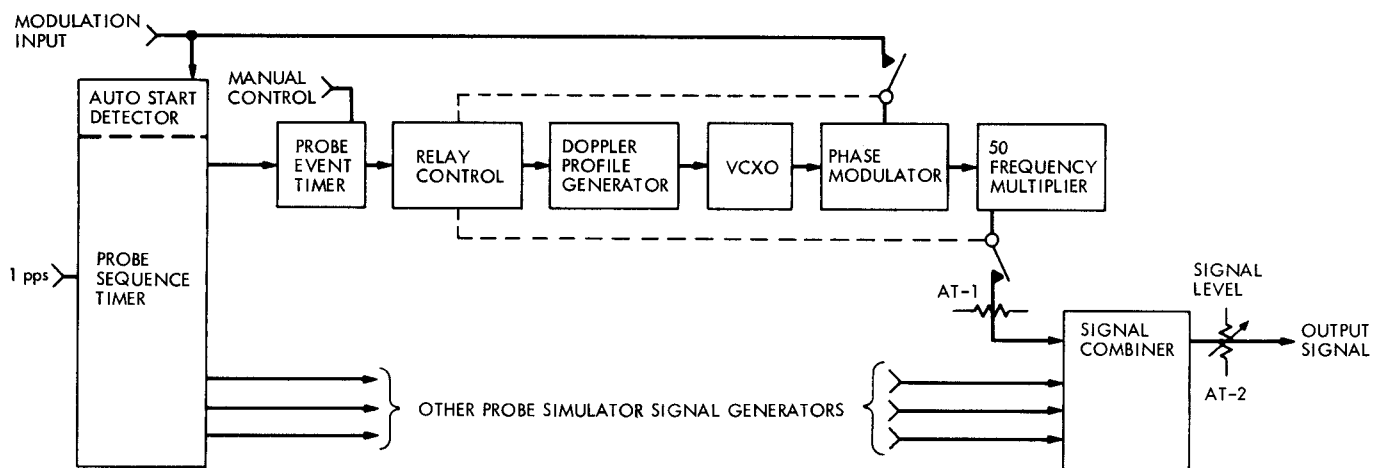 MODULATION
INPUT
AUTO START
DETECTOR
MANUAL
CONTROL
PROBE
EVENT
TIMER
RELAY
CONTROL
DOPPLER
PROFILE
GENERATOR
VCXO
PHASE
MODULATOR
50
FREQUENCY
MULTIPLIER
1 pps
PROBE
SEQUENCE
TIMER
AT-1
SIGNAL
COMBINER
SIGNAL
LEVEL
OUTPUT
SIGNAL
AT-2
OTHER PROBE SIMULATOR SIGNAL GENERATORS